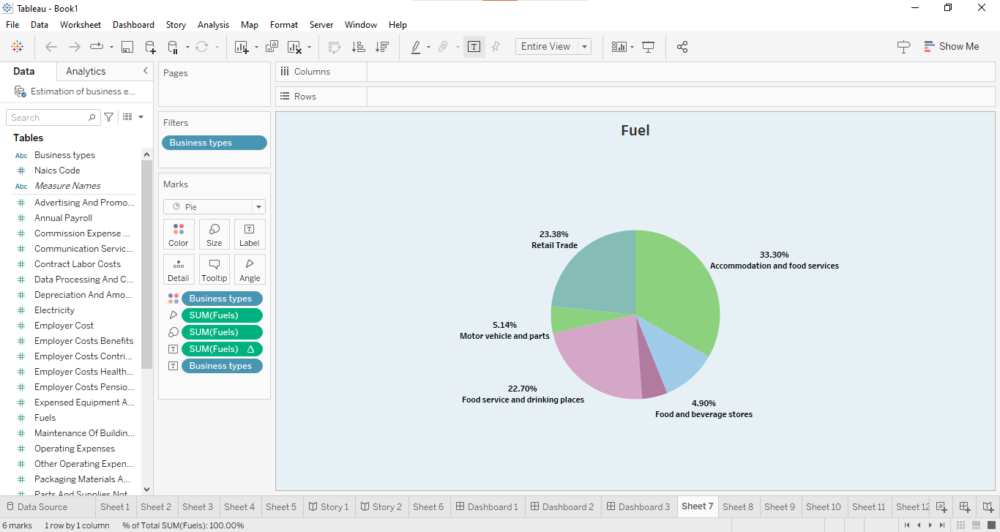 Tableau - Book1
File Data Worksheet Dashboard Story Analysis Map Format Server Window Help
Entire View
Show Me
Data Analytics
Estimation of business e...
Search
Tables
Abc Business types
# Naics Code
Abc Measure Names
# Advertising And Promo...
# Annual Payroll
# Commission Expense ...
# Communication Servic...
# Contract Labor Costs
# Data Processing And C...
# Depreciation And Amo...
# Electricity
# Employer Cost
# Employer Costs Benefits
# Employer Costs Contri...
# Employer Costs Health...
# Employer Costs Pensio...
# Expensed Equipment A...
# Fuels
# Maintenance Of Buildin...
# Operating Expenses
# Other Operating Expen...
# Packaging Materials A...
# Parts And Supplies Not
Pages
Filters
Business types
Marks
Pie
Color Size Label
Detail Tooltip Angle
Business types
SUM(Fuels)
SUM(Fuels)
SUM(Fuels) Δ
Business types
Columns
Rows
Fuel
23.38%
Retail Trade
33.30%
Accommodation and food services
5.14%
Motor vehicle and parts
22.70%
Food service and drinking places
4.90%
Food and beverage stores
Data Source Sheet 1 Sheet 2 Sheet 3 Sheet 4 Sheet 5 Story 1 Story 2 Sheet 6 Dashboard 1 Dashboard 2 Dashboard 3 Sheet 7 Sheet 8 Sheet 9 Sheet 10 Sheet 11 Sheet 12
6 marks 1 row by 1 column % of Total SUM(Fuels): 100.00%